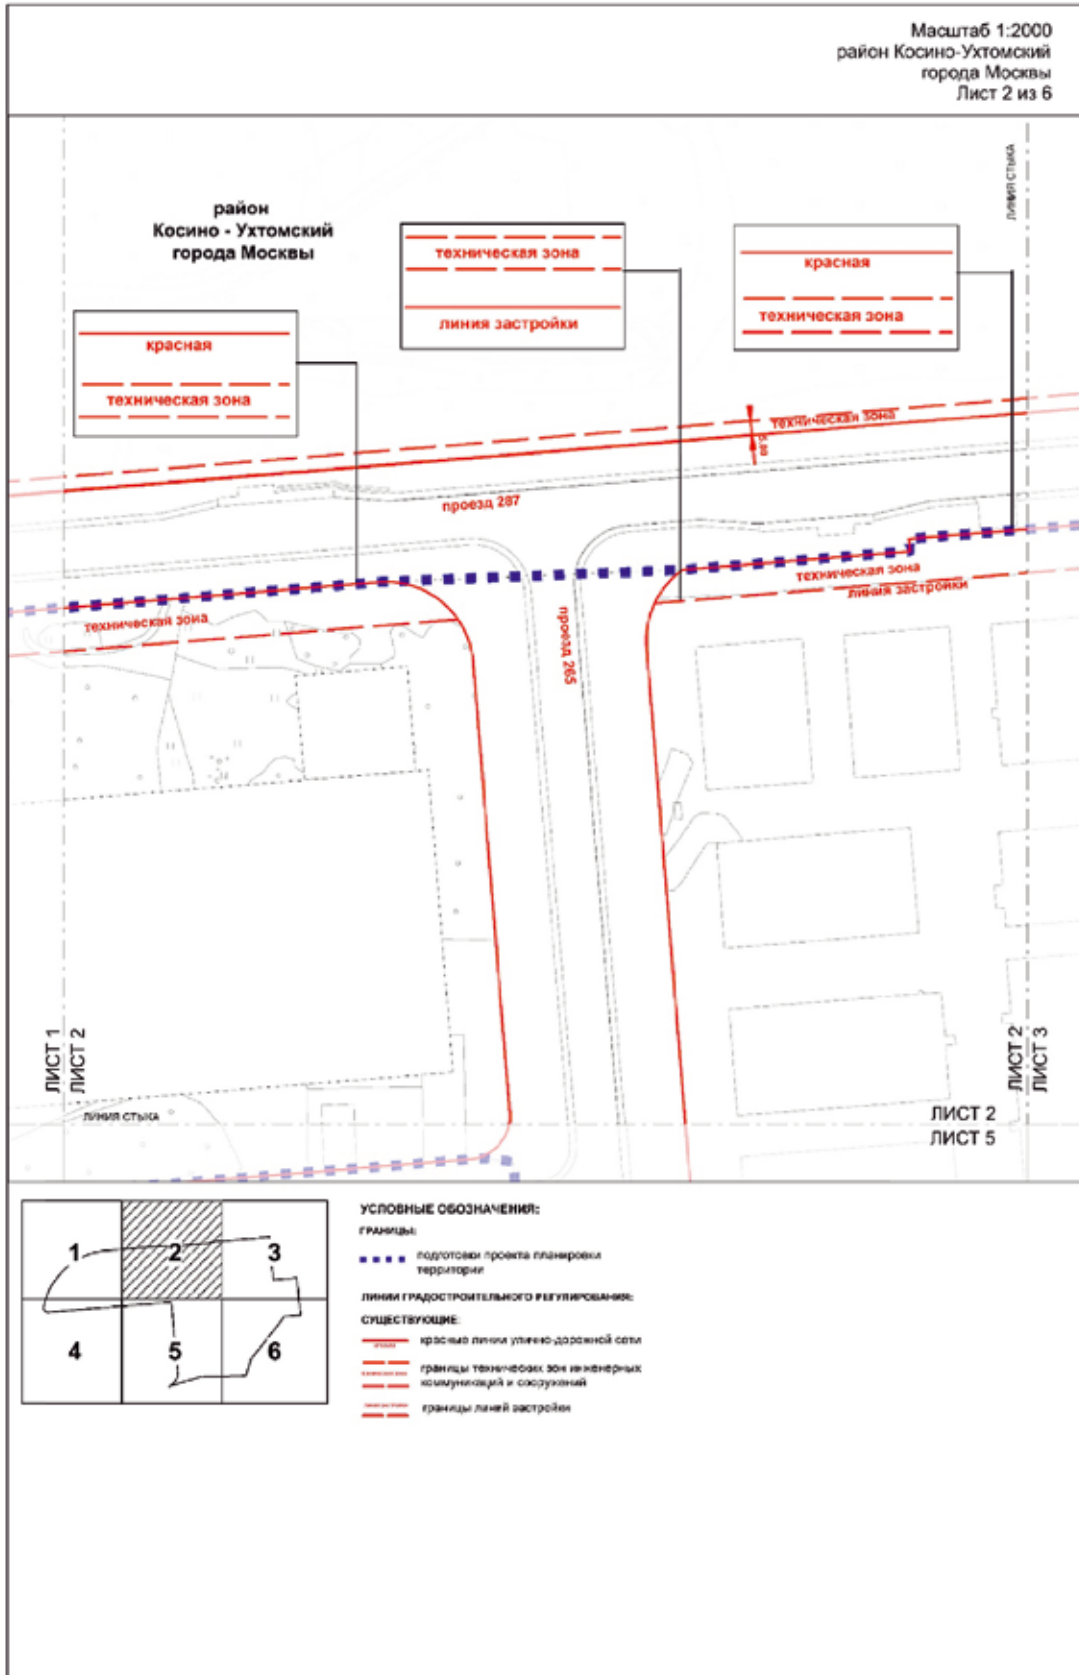 Масштаб 1:2000
район Косино-Ухтомский
города Москвы
Лист 2 из 6
ЛИНИЯ СТЫКА
район
Косино - Ухтомский
города Москвы
техническая зона
линия застройки
красная
техническая зона
красная
техническая зона
техническая зона
проезд 287
техническая зона
линия застройки
техническая зона
проезд 265
ЛИСТ 1
ЛИСТ 2
ЛИСТ 2
ЛИСТ 3
ЛИНИЯ СТЫКА
ЛИСТ 2
ЛИСТ 5
1
2
3
4
5
6
УСЛОВНЫЕ ОБОЗНАЧЕНИЯ:
ГРАНИЦЫ:
подготовки проекта планировки
территории
ЛИНИИ ГРАДОСТРОИТЕЛЬНОГО РЕГУЛИРОВАНИЯ:
СУЩЕСТВУЮЩИЕ:
красные линии улично-дорожной сети
границы технических зон инженерных
коммуникаций и сооружений
границы линий застройки